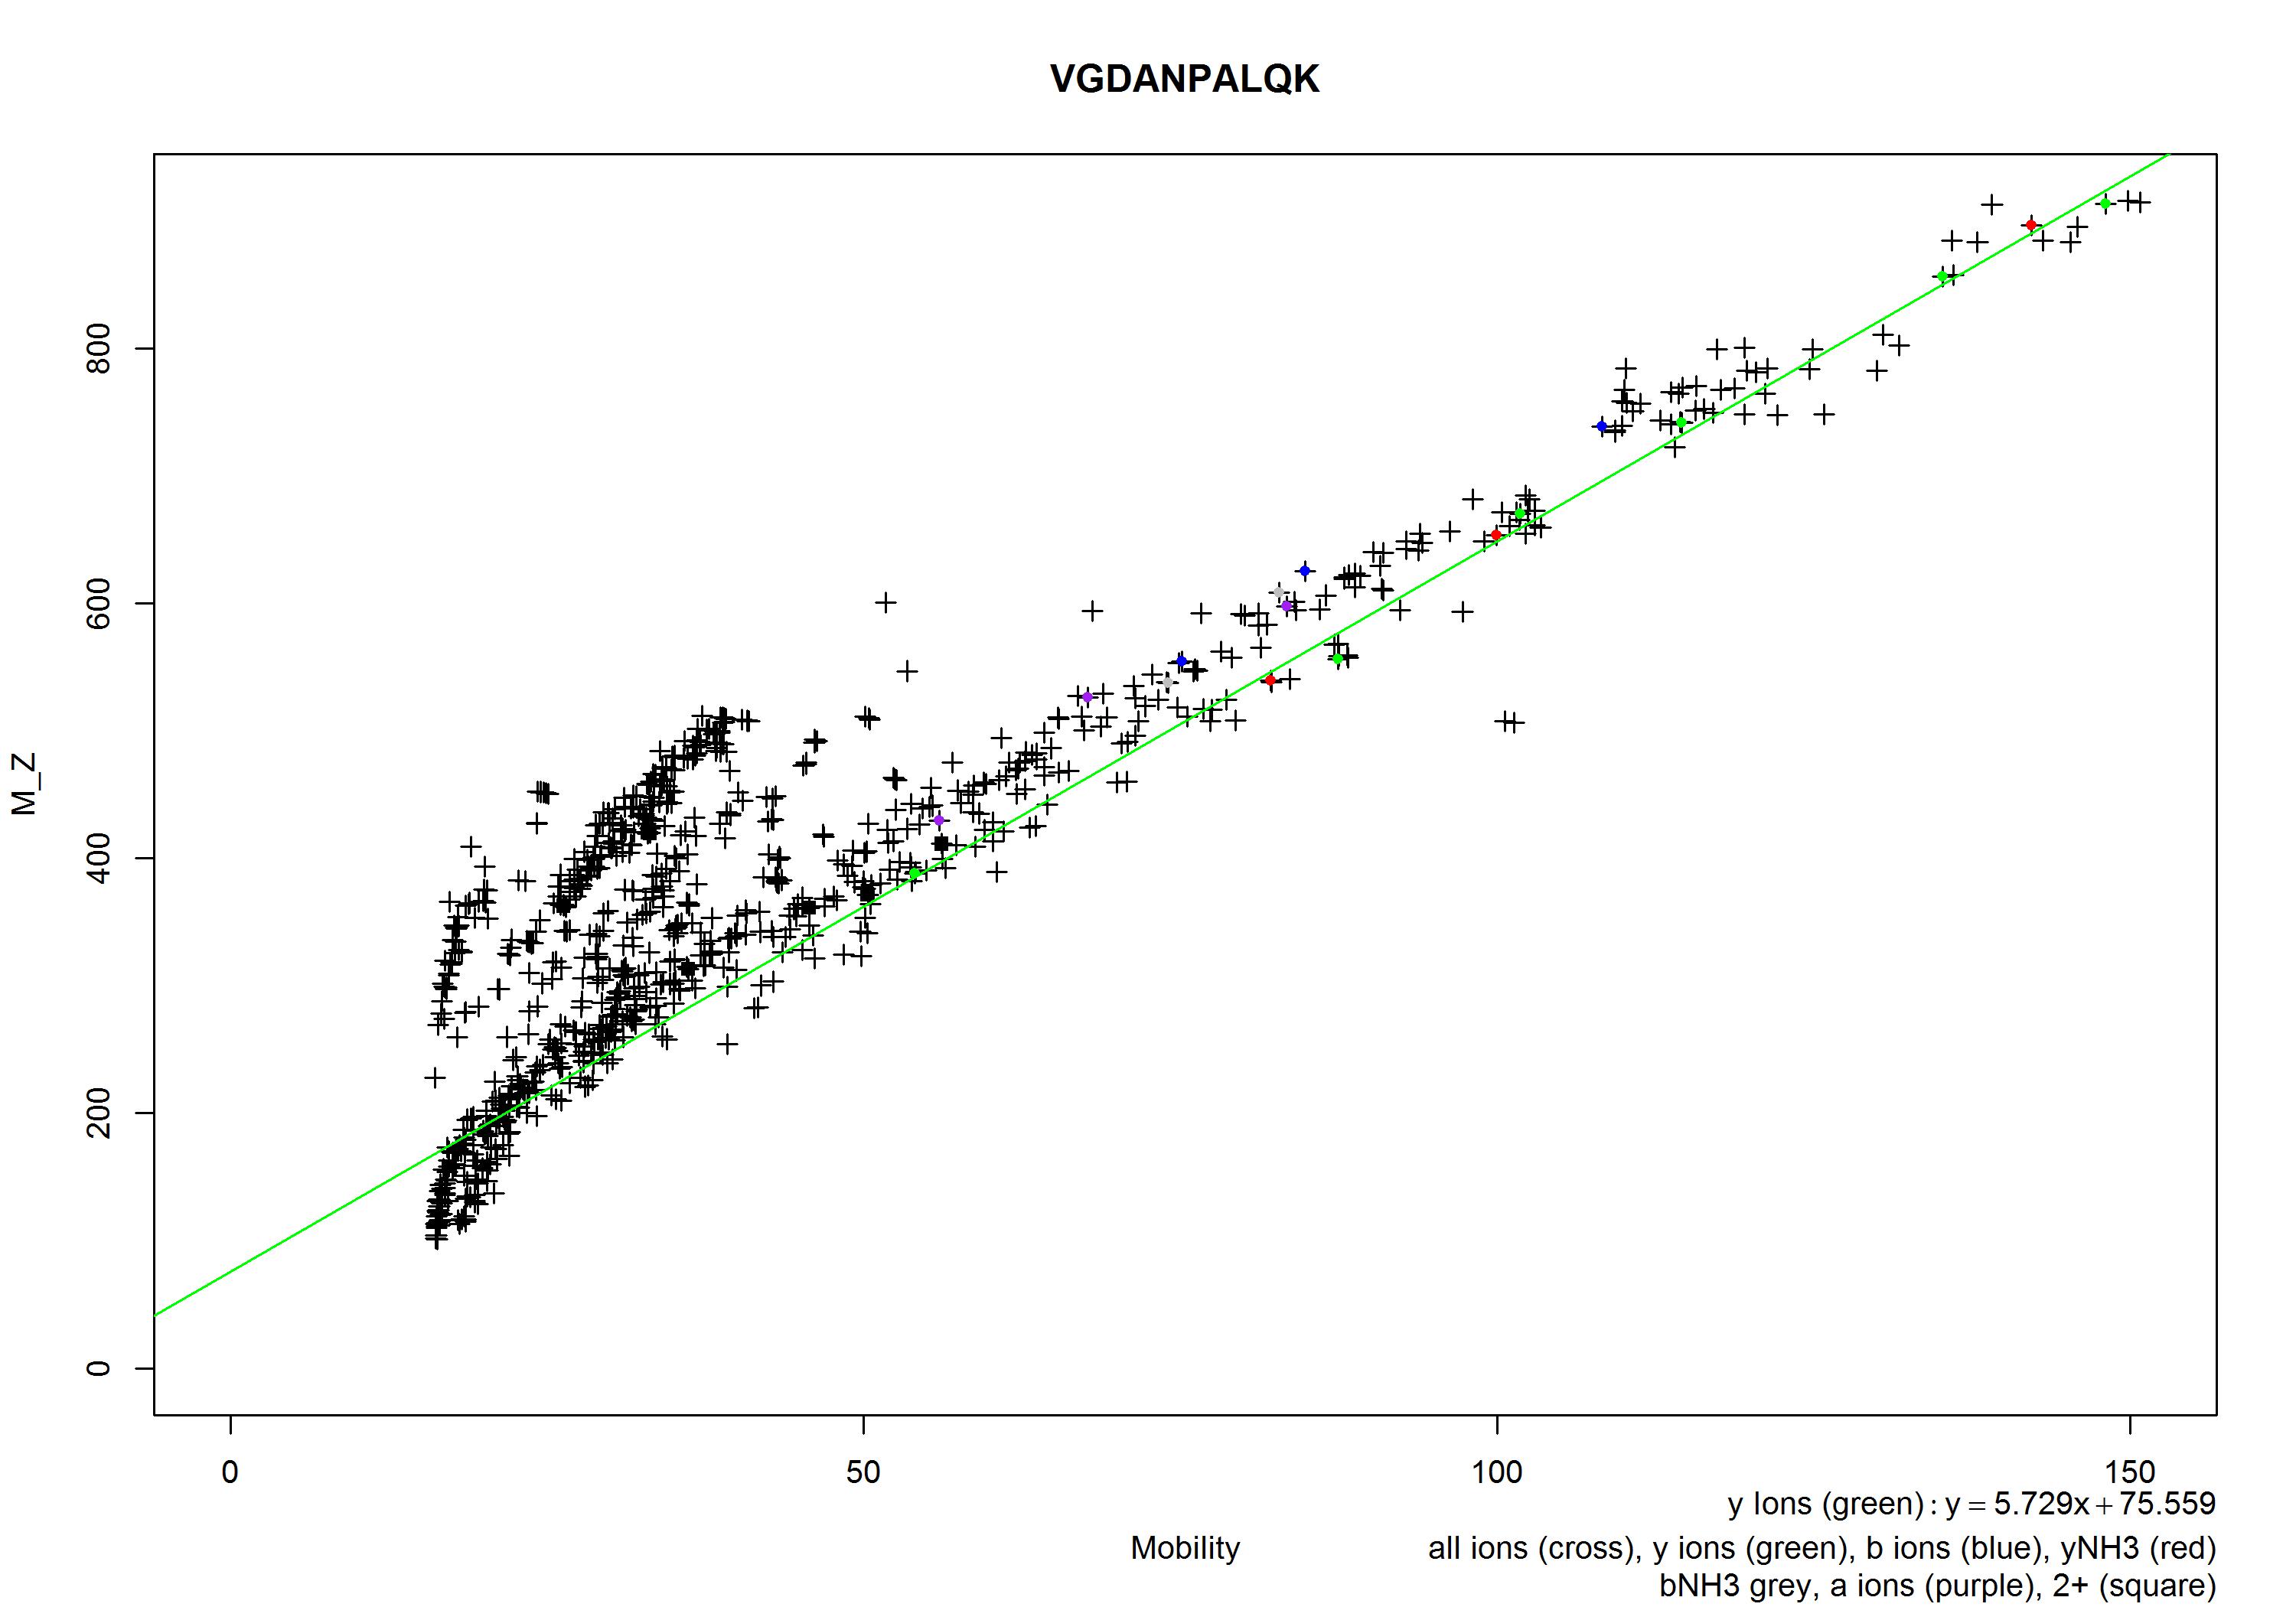 VGDANPALQK
800
600
400
200
0
M_Z
0 50 100 150
y Ions (green) : y = 5.729x + 75.559
Mobility all ions (cross), y ions (green), b ions (blue), yNH3 (red)
bNH3 grey, a ions (purple), 2+ (square)